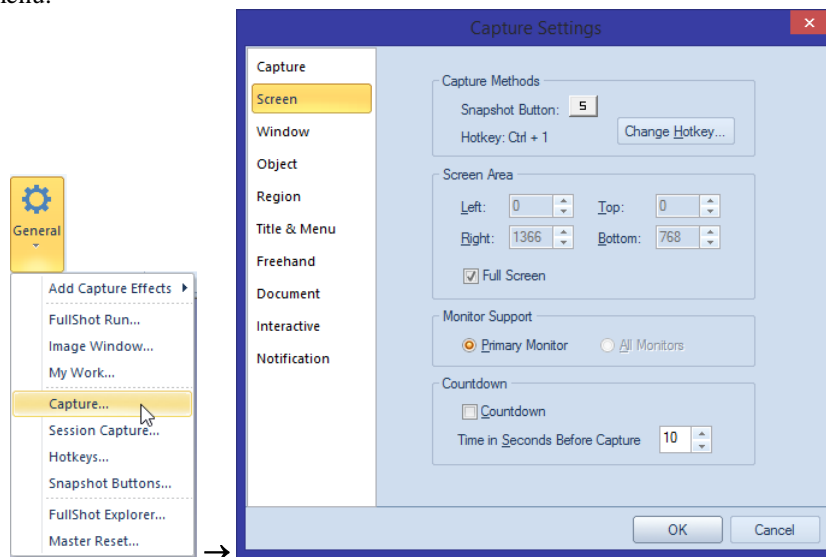 menu.
General
Add Capture Effects
FullShot Run...
Image Window...
My Work...
Capture...
Session Capture...
Hotkeys...
Snapshot Buttons...
FullShot Explorer...
Master Reset...
→
Capture Settings
Capture
Screen
Window
Object
Region
Title & Menu
Freehand
Document
Interactive
Notification
Capture Methods
Snapshot Button: S
Hotkey: Ctrl + 1 Change Hotkey...
Screen Area
Left: 0 Top: 0
Right: 1366 Bottom: 768
Full Screen
Monitor Support
Primary Monitor All Monitors
Countdown
Countdown
Time in Seconds Before Capture 10
OK Cancel